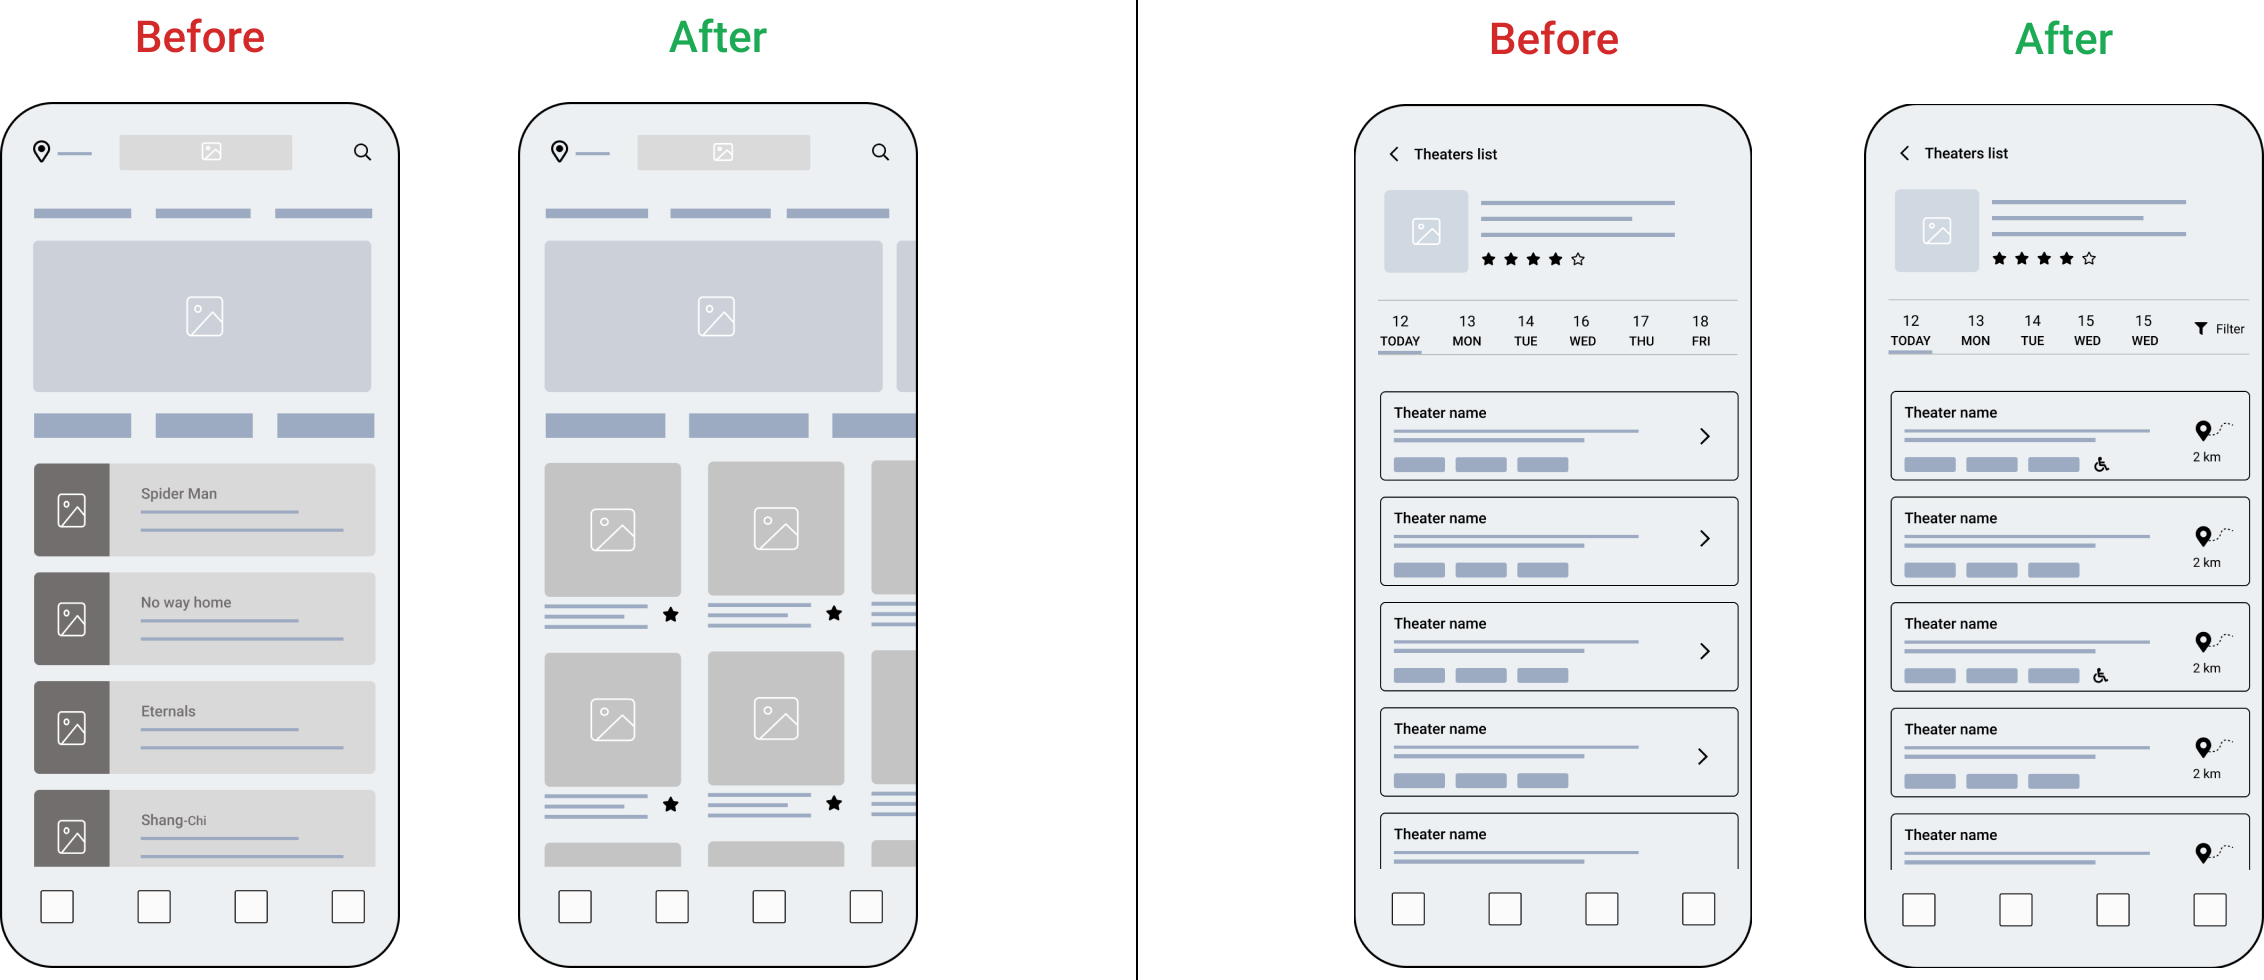 Before
After
Spider Man
No way home
Eternals
Shang-Chi
Before
Theaters list
12 13 14 16 17 18
TODAY MON TUE WED THU FRI
Theater name
Theater name
Theater name
Theater name
Theater name
After
Theaters list
12 13 14 15 15
TODAY MON TUE WED WED
Filter
Theater name
2 km
Theater name
2 km
Theater name
2 km
Theater name
2 km
Theater name